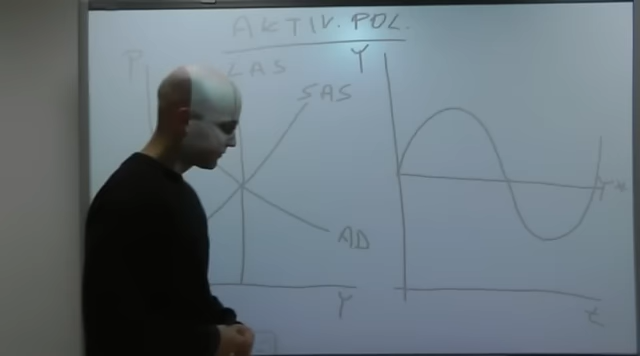 AKTIV. POL.
P LAS Y
SAS
Y*
AD
Y
t